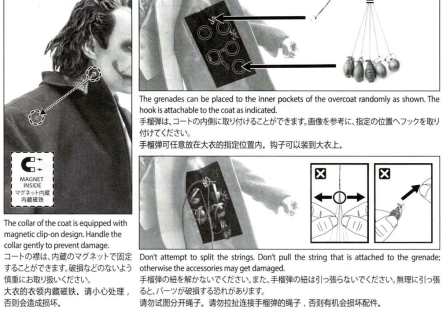 MAGNET
INSIDE
マグネット内蔵
内藏磁铁
The collar of the coat is equipped with
magnetic clip-on design. Handle the
collar gently to prevent damage.
コートの襟は、内蔵のマグネットで固定
することができます。破損などのないよう
慎重にお取り扱いください。
大衣的衣领内藏磁铁。请小心处理，
否则会造成损坏。
The grenades can be placed to the inner pockets of the overcoat randomly as shown. The
hook is attachable to the coat as indicated.
手榴弾は、コートの内側に取り付けることができます。画像を参考に、指定の位置へフックを取り
付けてください。
手榴弹可任意放在大衣的指定位置内。钩子可以装到大衣上。
Don't attempt to split the strings. Don't pull the string that is attached to the grenade;
otherwise the accessories may get damaged.
手榴弾の紐を解かないでください。また、手榴弾の紐は引っ張らないでください。無理に引っ張
ると、パーツが破損する恐れがあります。
请勿试图分开绳子。请勿拉扯连接手榴弹的绳子，否则有机会损坏配件。